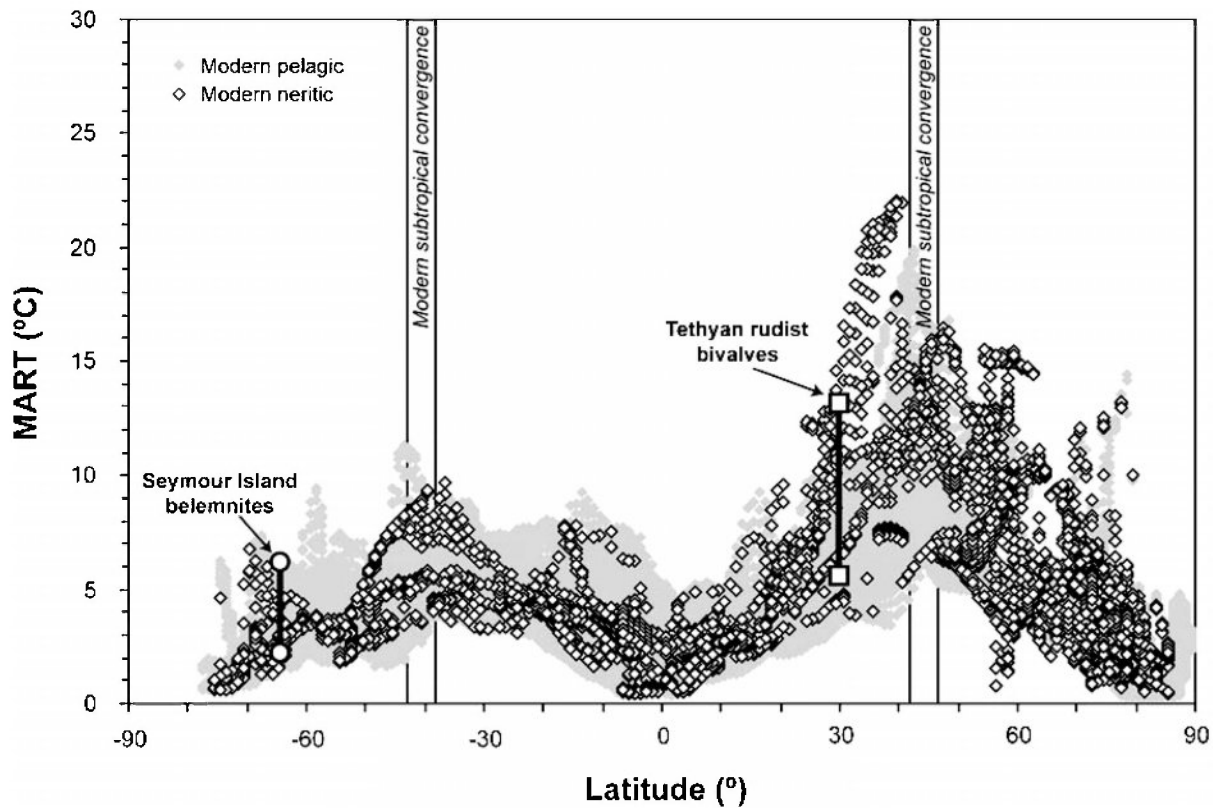 30
25
20
15
10
5
0
MART (ºC)
Modern pelagic
Modern neritic
Modern subtropical convergence
Modern subtropical convergence
Tethyan rudist
bivalves
Seymour Island
belemnites
-90
-60
-30
0
30
60
90
Latitude (º)